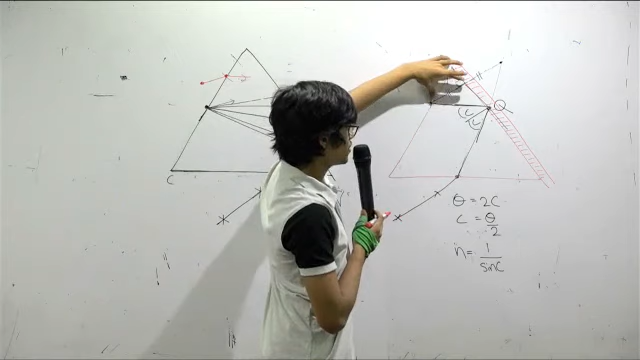 C
Q
c c
θ = 2C
C = θ/2
n = 1/sinC